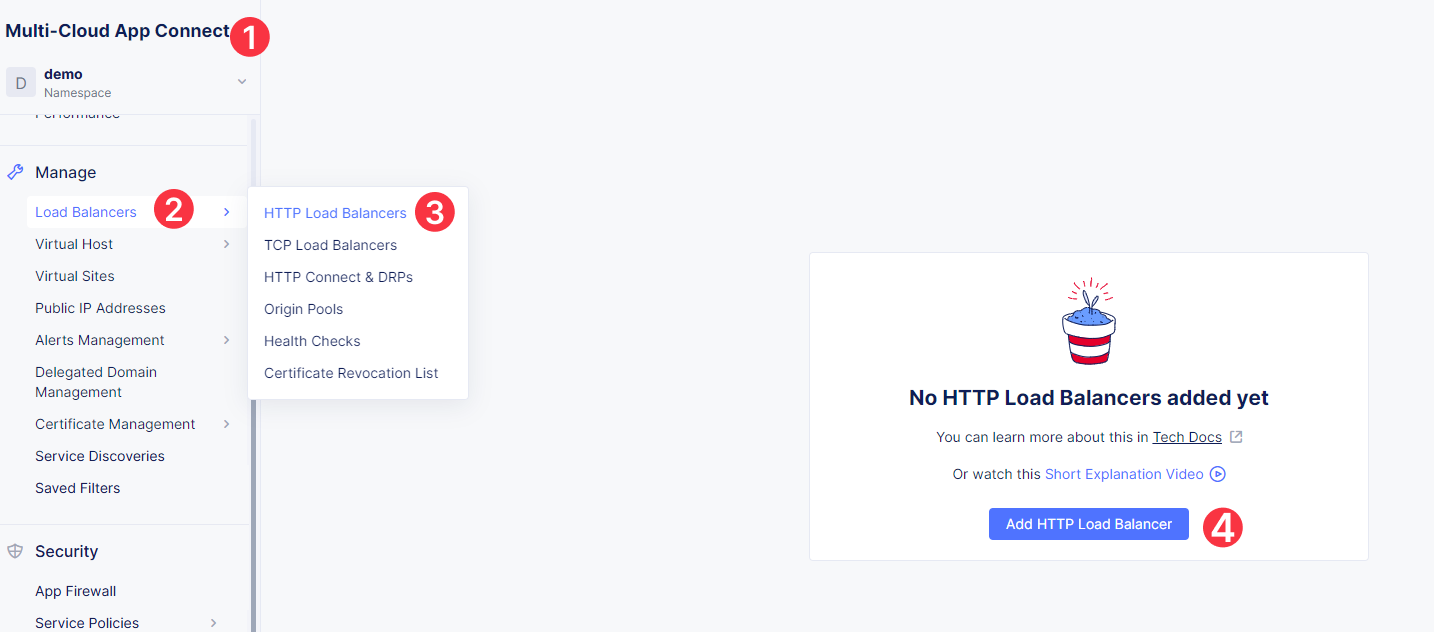 Multi-Cloud App Connect
1
D
demo
Namespace
Performance
Manage
Load Balancers
2
Virtual Host
Virtual Sites
Public IP Addresses
Alerts Management
Delegated Domain
Management
Certificate Management
Service Discoveries
Saved Filters
Security
App Firewall
Service Policies
HTTP Load Balancers
3
TCP Load Balancers
HTTP Connect & DRPs
Origin Pools
Health Checks
Certificate Revocation List
No HTTP Load Balancers added yet
You can learn more about this in Tech Docs
Or watch this Short Explanation Video
Add HTTP Load Balancer
4